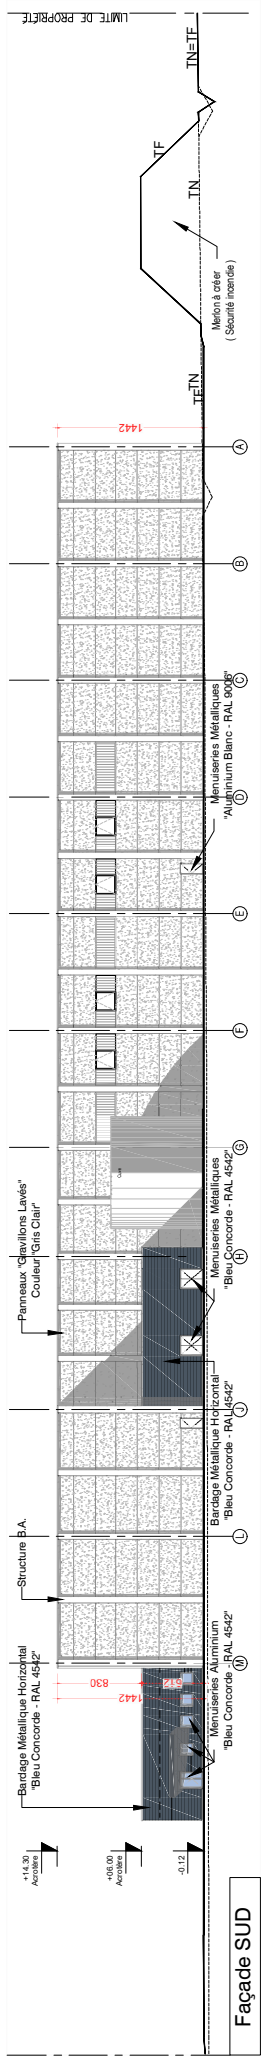 Façade SUD
+14.30
Acrotère
+06.00
Acrotère
-0.12
Bardage Métallique Horizontal
"Bleu Concorde - RAL 4542"
Structure B.A.
Panneaux "Gravillons Lavés"
Couleur "Gris Clair"
830
1442
612
Menuiseries Aluminium
"Bleu Concorde - RAL 4542"
Bardage Métallique Horizontal
"Bleu Concorde - RAL 4542"
Menuiseries Métalliques
"Bleu Concorde - RAL 4542"
Menuiseries Métalliques
"Aluminium Blanc - RAL 9006"
Cuve
M
L
J
H
G
F
E
D
C
B
A
1442
TF
TN
Merlon à créer
( Sécurité incendie )
TF
TN
TN=TF
LIMITE DE PROPRIÉTÉ